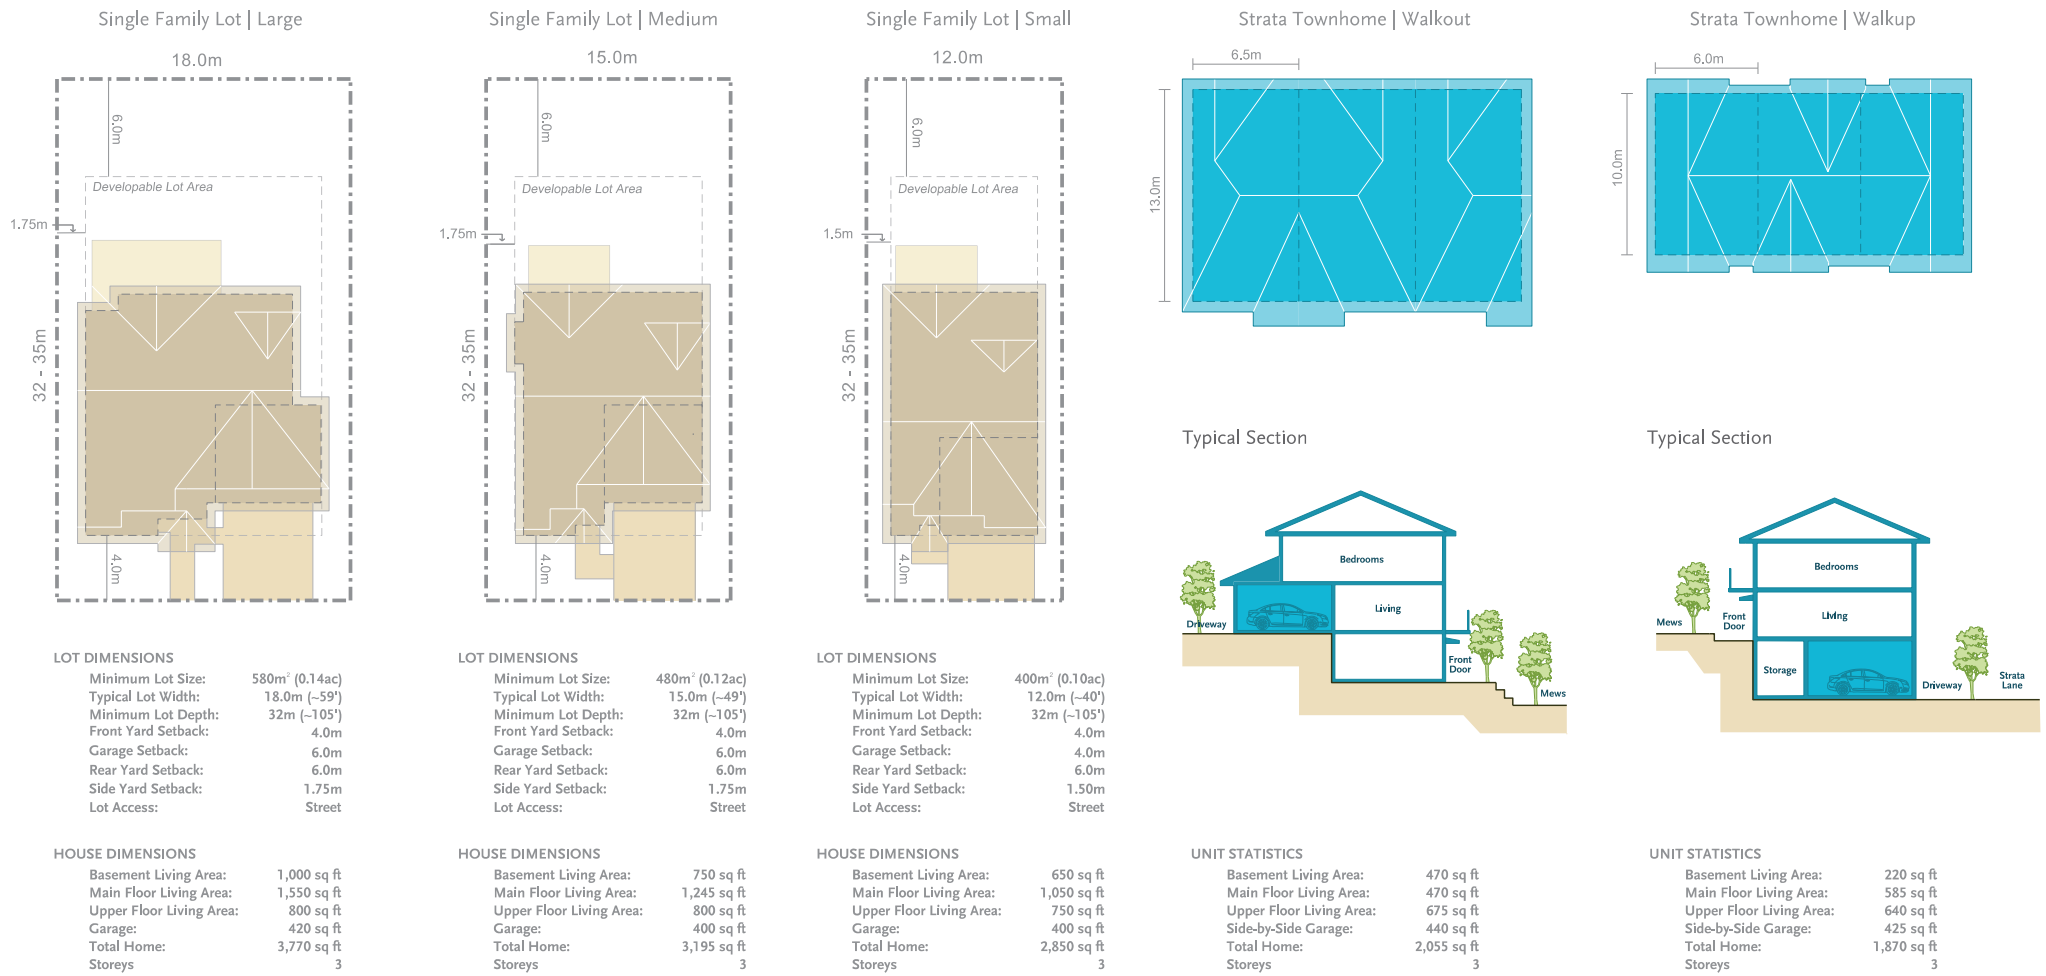 Single Family Lot | Large
18.0m
6.0m
Developable Lot Area
1.75m
32 - 35m
4.0m
LOT DIMENSIONS
Minimum Lot Size: 580m² (0.14ac)
Typical Lot Width: 18.0m (~59')
Minimum Lot Depth: 32m (~105')
Front Yard Setback: 4.0m
Garage Setback: 6.0m
Rear Yard Setback: 6.0m
Side Yard Setback: 1.75m
Lot Access: Street
HOUSE DIMENSIONS
Basement Living Area: 1,000 sq ft
Main Floor Living Area: 1,550 sq ft
Upper Floor Living Area: 800 sq ft
Garage: 420 sq ft
Total Home: 3,770 sq ft
Storeys 3
Single Family Lot | Medium
15.0m
6.0m
Developable Lot Area
1.75m
32 - 35m
4.0m
LOT DIMENSIONS
Minimum Lot Size: 480m² (0.12ac)
Typical Lot Width: 15.0m (~49')
Minimum Lot Depth: 32m (~105')
Front Yard Setback: 4.0m
Garage Setback: 6.0m
Rear Yard Setback: 6.0m
Side Yard Setback: 1.75m
Lot Access: Street
HOUSE DIMENSIONS
Basement Living Area: 750 sq ft
Main Floor Living Area: 1,245 sq ft
Upper Floor Living Area: 800 sq ft
Garage: 400 sq ft
Total Home: 3,195 sq ft
Storeys 3
Single Family Lot | Small
12.0m
6.0m
Developable Lot Area
1.5m
32 - 35m
4.0m
LOT DIMENSIONS
Minimum Lot Size: 400m² (0.10ac)
Typical Lot Width: 12.0m (~40')
Minimum Lot Depth: 32m (~105')
Front Yard Setback: 4.0m
Garage Setback: 4.0m
Rear Yard Setback: 6.0m
Side Yard Setback: 1.50m
Lot Access: Street
HOUSE DIMENSIONS
Basement Living Area: 650 sq ft
Main Floor Living Area: 1,050 sq ft
Upper Floor Living Area: 750 sq ft
Garage: 400 sq ft
Total Home: 2,850 sq ft
Storeys 3
Strata Townhome | Walkout
6.5m
13.0m
Typical Section
Bedrooms
Living
Driveway
Front
Door
Mews
UNIT STATISTICS
Basement Living Area: 470 sq ft
Main Floor Living Area: 470 sq ft
Upper Floor Living Area: 675 sq ft
Side-by-Side Garage: 440 sq ft
Total Home: 2,055 sq ft
Storeys 3
Strata Townhome | Walkup
6.0m
10.0m
Typical Section
Bedrooms
Living
Mews
Front
Door
Storage
Driveway
Strata
Lane
UNIT STATISTICS
Basement Living Area: 220 sq ft
Main Floor Living Area: 585 sq ft
Upper Floor Living Area: 640 sq ft
Side-by-Side Garage: 425 sq ft
Total Home: 1,870 sq ft
Storeys 3